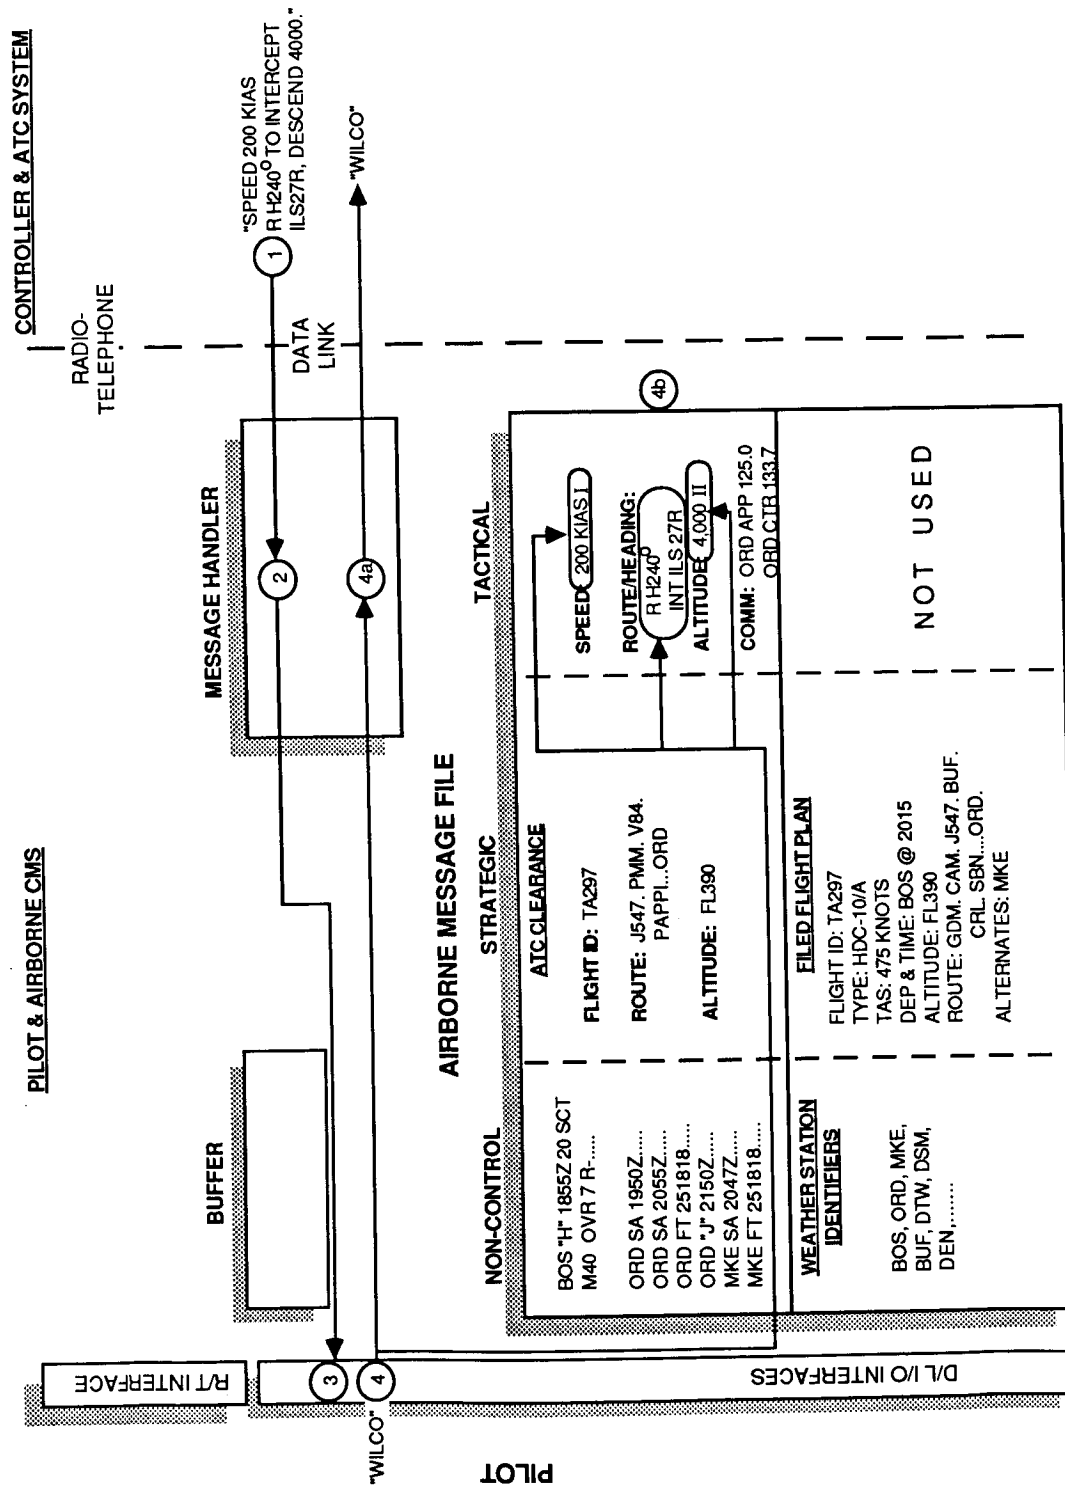 PILOT & AIRBORNE CMS
CONTROLLER & ATC SYSTEM
RADIO-
TELEPHONE
DATA
LINK
"SPEED 200 KIAS
R H240° TO INTERCEPT
ILS27R, DESCEND 4000."
1
"WILCO"
MESSAGE HANDLER
2
4a
BUFFER
R/T INTERFACE
D/L I/O INTERFACES
3
4
"WILCO"
PILOT
AIRBORNE MESSAGE FILE
NON-CONTROL
STRATEGIC
TACTICAL
4b
BOS "H" 1855Z 20 SCT
M40 OVR 7 R-.....
ORD SA 1950Z.....
ORD SA 2055Z.....
ORD FT 251818.....
ORD "J" 2150Z.....
MKE SA 2047Z.....
MKE FT 251818.....
ATC CLEARANCE
FLIGHT ID: TA297
ROUTE: J547. PMM. V84.
PAPPI...ORD
ALTITUDE: FL390
SPEED: 200 KIAS I
ROUTE/HEADING:
R H240°
INT ILS 27R
ALTITUDE: 4,000 II
COMM: ORD APP 125.0
ORD CTR 133.7
WEATHER STATION
IDENTIFIERS
BOS, ORD, MKE,
BUF, DTW, DSM,
DEN,.......
FILED FLIGHT PLAN
FLIGHT ID: TA297
TYPE: HDC-10/A
TAS: 475 KNOTS
DEP & TIME: BOS @ 2015
ALTITUDE: FL390
ROUTE: GDM. CAM. J547. BUF.
CRL. SBN....ORD.
ALTERNATES: MKE
NOT USED